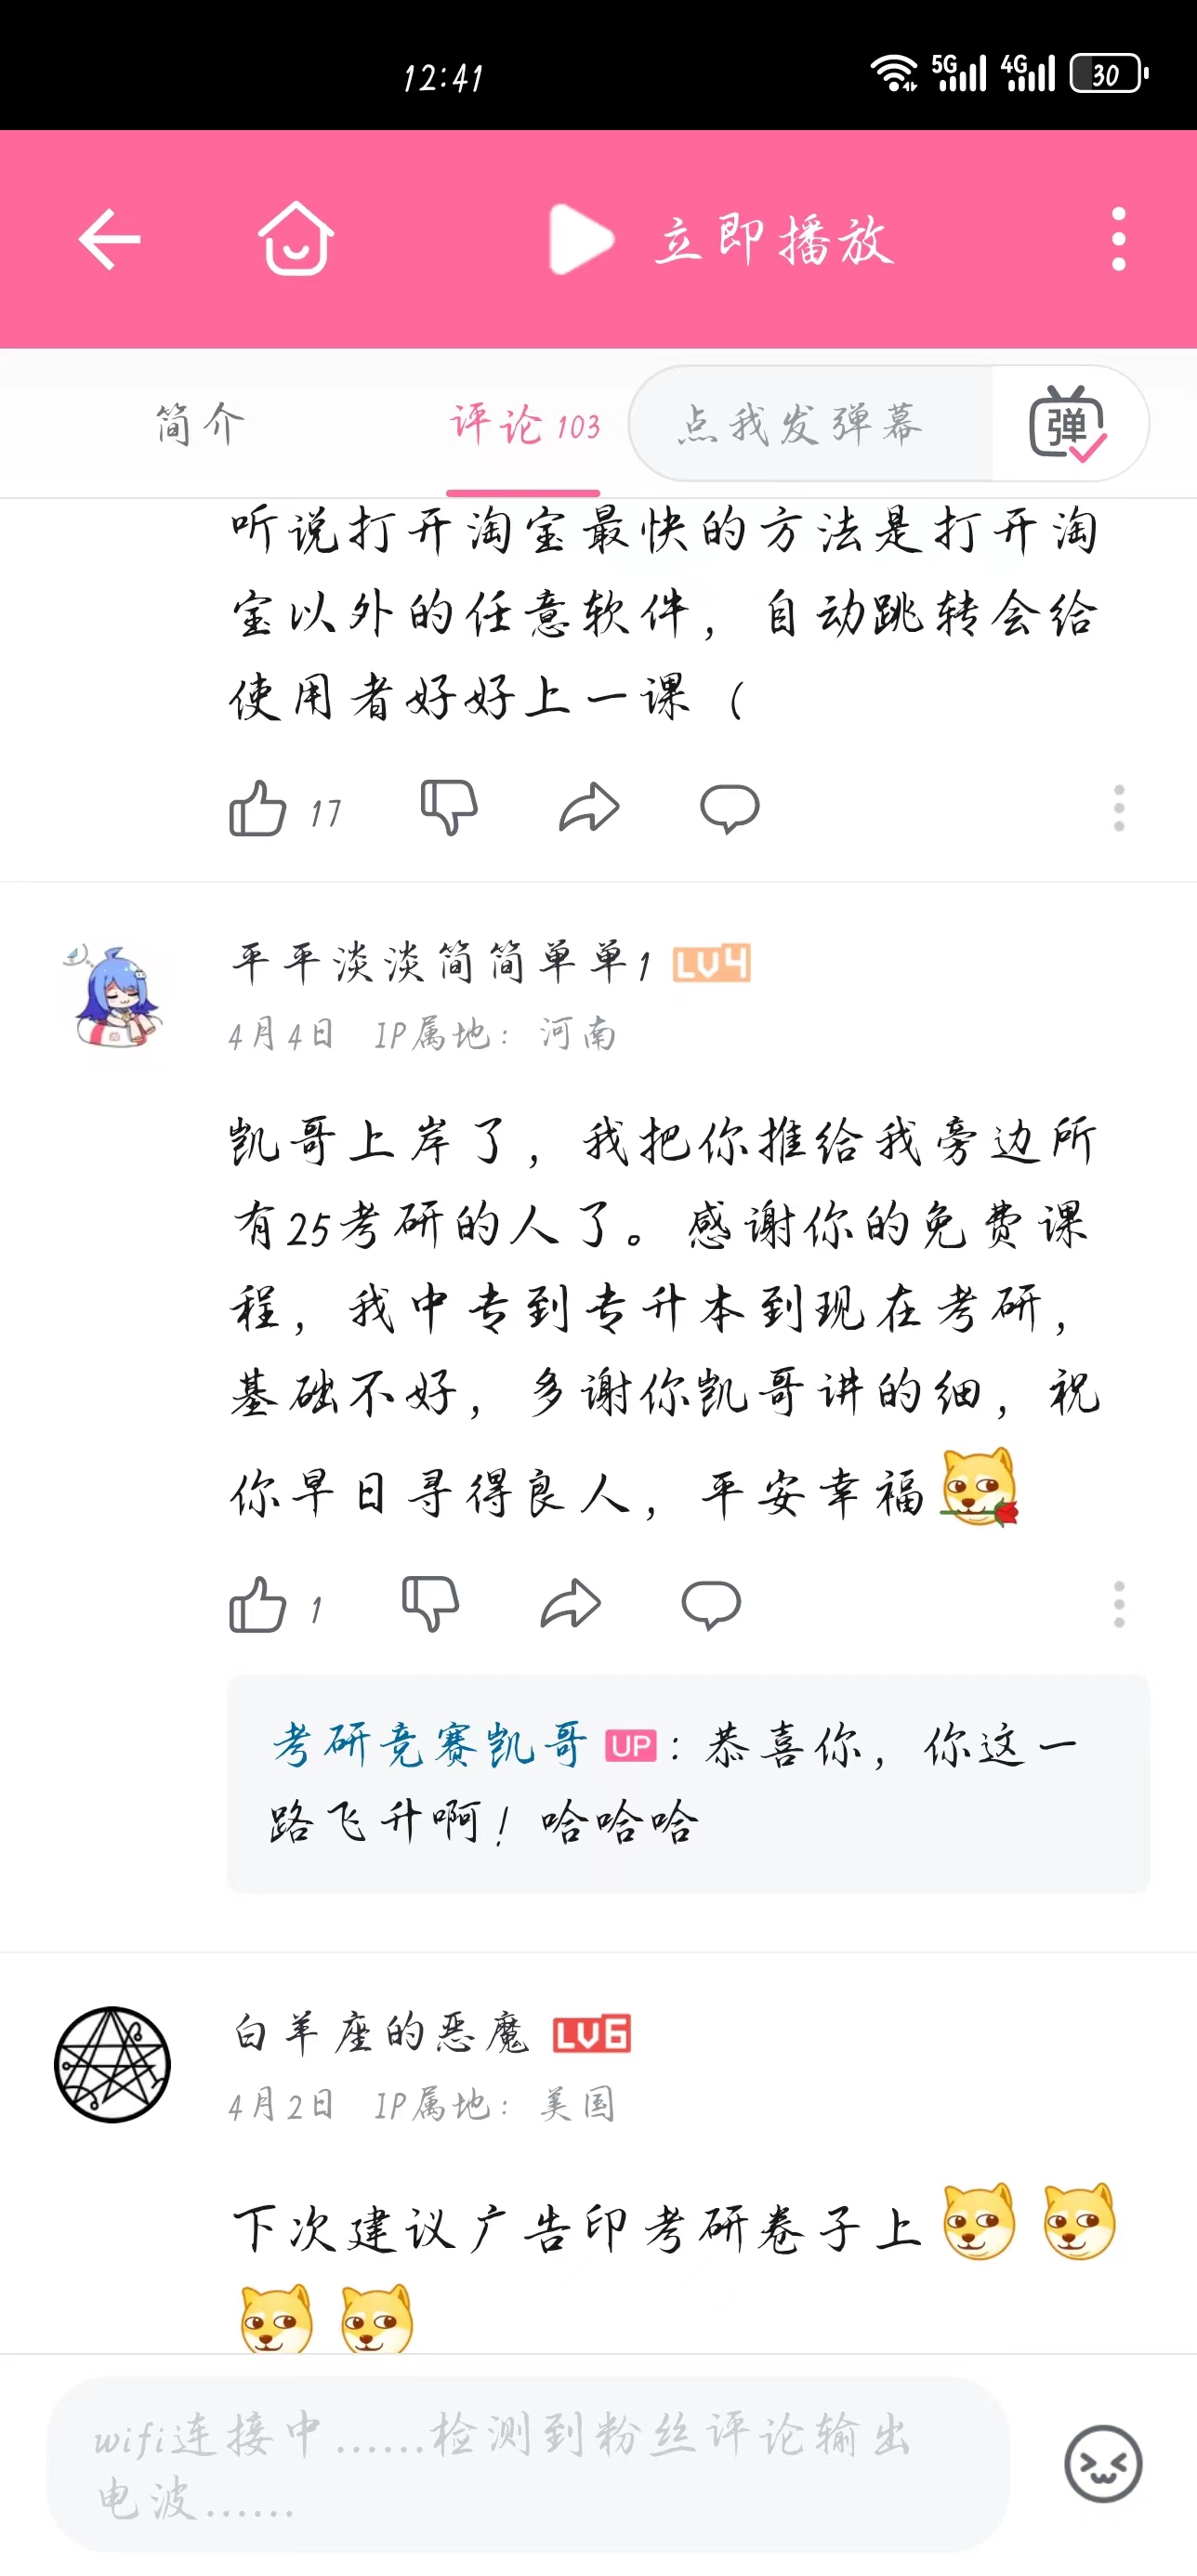 12:41
5G 4G 30
立即播放
简介
评论 103
点我发弹幕
弹
听说打开淘宝最快的方法是打开淘
宝以外的任意软件，自动跳转会给
使用者好好上一课（
17
平平淡淡简简单单1 LV4
4月4日 IP属地：河南
凯哥上岸了，我把你推给我旁边所
有25考研的人了。感谢你的免费课
程，我中专到专升本到现在考研，
基础不好，多谢你凯哥讲的细，祝
你早日寻得良人，平安幸福
1
考研竞赛凯哥 UP：恭喜你，你这一
路飞升啊！哈哈哈
白羊座的恶魔 LV6
4月2日 IP属地：美国
下次建议广告印考研卷子上
wifi连接中……检测到粉丝评论输出
电波……